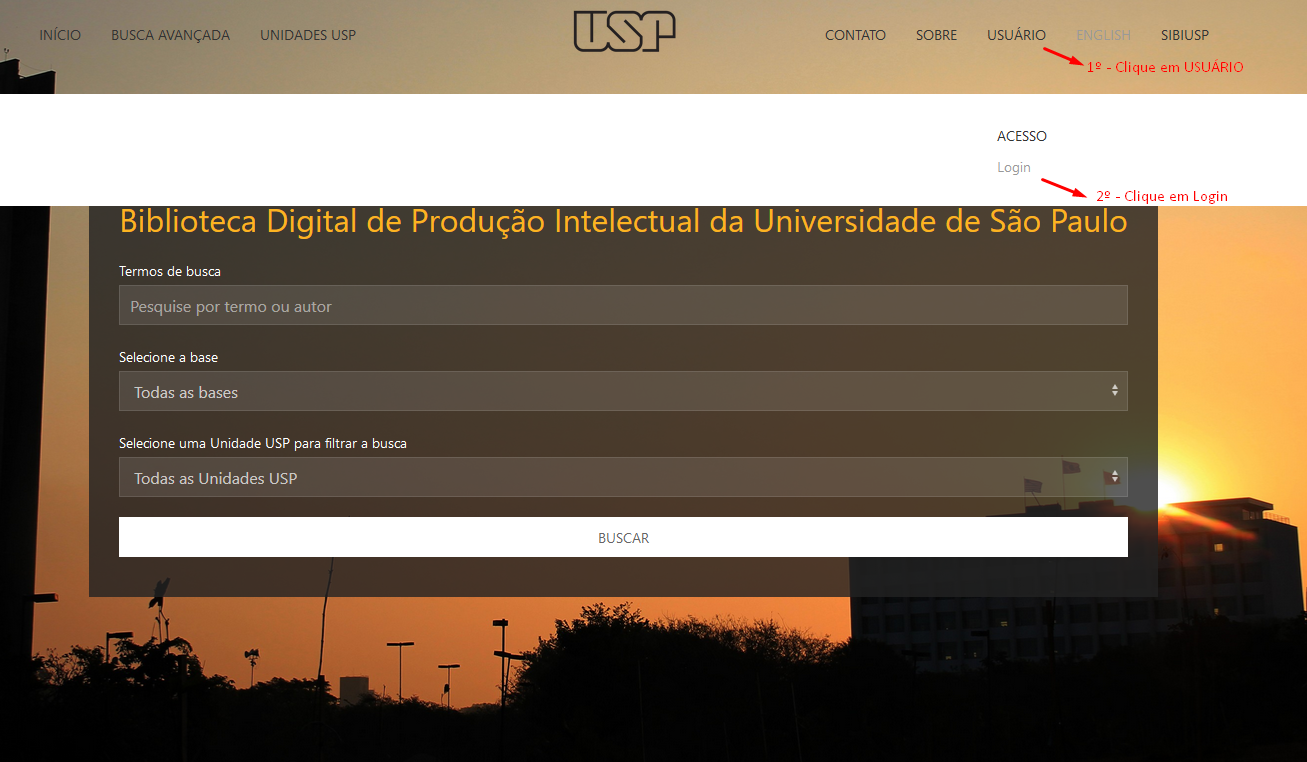 INÍCIO BUSCA AVANÇADA UNIDADES USP USP CONTATO SOBRE USUÁRIO ENGLISH SIBIUSP
1º - Clique em USUÁRIO
ACESSO
Login
2º - Clique em Login
Biblioteca Digital de Produção Intelectual da Universidade de São Paulo
Termos de busca
Pesquise por termo ou autor
Selecione a base
Todas as bases
Selecione uma Unidade USP para filtrar a busca
Todas as Unidades USP
BUSCAR